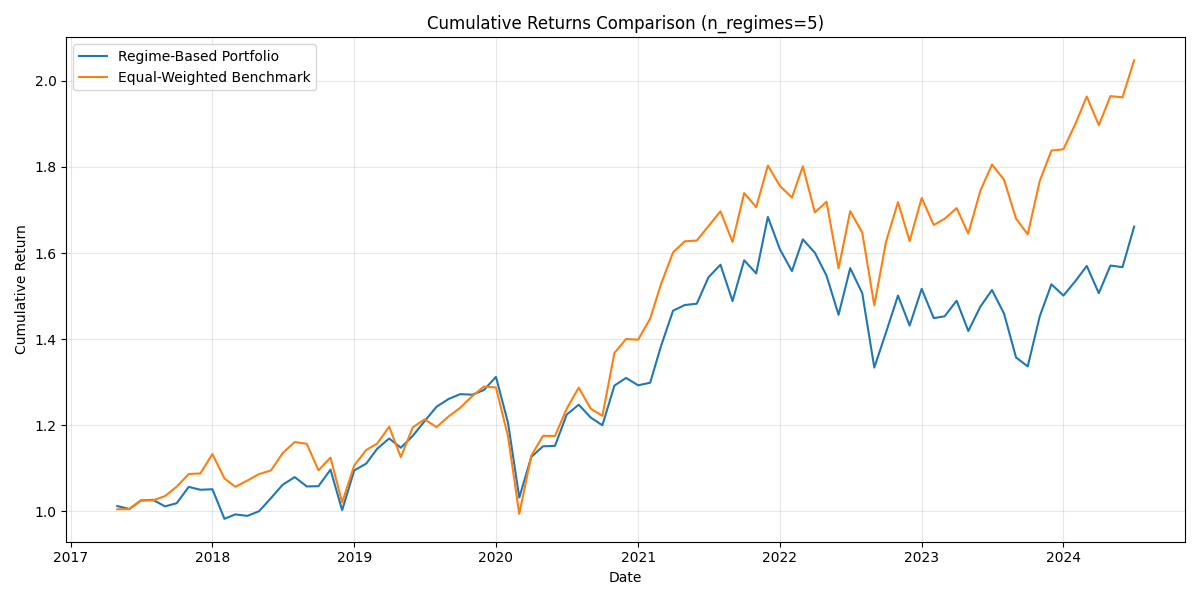 Cumulative Returns Comparison (n_regimes=5)
Regime-Based Portfolio
Equal-Weighted Benchmark
Cumulative Return
2.0
1.8
1.6
1.4
1.2
1.0
2017 2018 2019 2020 2021 2022 2023 2024
Date